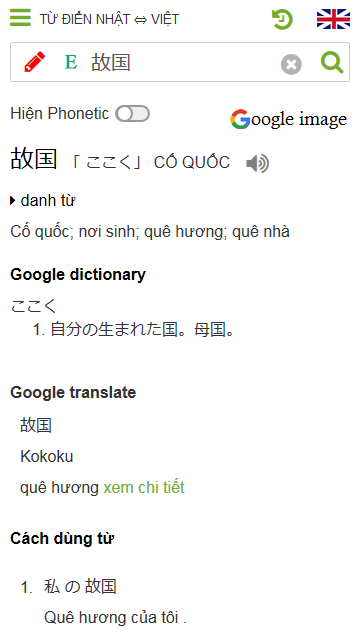 TỪ ĐIỂN NHẬT ⇔ VIỆT
E 故国
Hiện Phonetic
Google image
故国 「 ここく」 CỐ QUỐC
danh từ
Cố quốc; nơi sinh; quê hương; quê nhà
Google dictionary
ここく
1. 自分の生まれた国。母国。
Google translate
故国
Kokoku
quê hương xem chi tiết
Cách dùng từ
1. 私 の 故国
Quê hương của tôi .